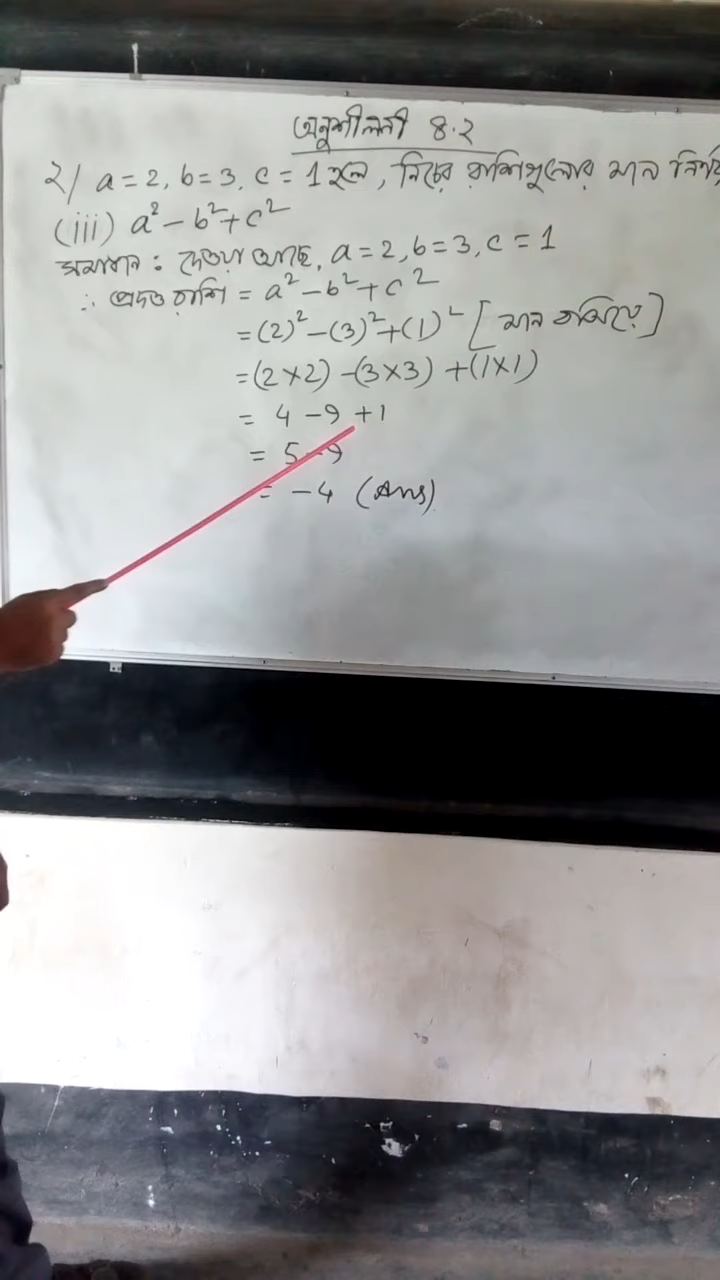 অনুশীলনী ৪.২
২| a = 2, b = 3, c = 1 হলে, নিচের রাশিগুলোর মান নির্ণয়
(iii) a² - b² + c²
সমাধান : দেওয়া আছে, a = 2, b = 3, c = 1
∴ প্রদত্ত রাশি = a² - b² + c²
= (2)² - (3)² + (1)² [মান বসিয়ে]
= (2×2) - (3×3) + (1×1)
= 4 - 9 + 1
= 5 - 9
= -4 (Ans)